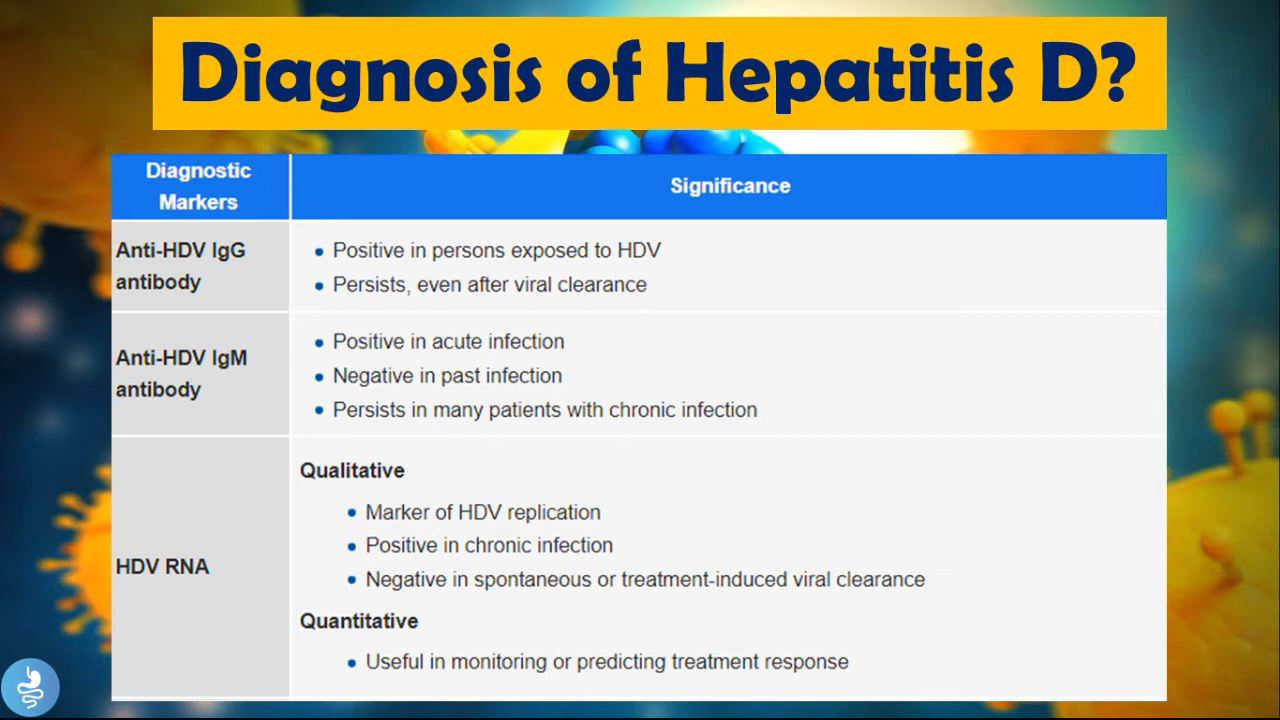 Diagnosis of Hepatitis D?
Diagnostic
Markers
Significance
Anti-HDV IgG
antibody
• Positive in persons exposed to HDV
• Persists, even after viral clearance
Anti-HDV IgM
antibody
• Positive in acute infection
• Negative in past infection
• Persists in many patients with chronic infection
HDV RNA
Qualitative
• Marker of HDV replication
• Positive in chronic infection
• Negative in spontaneous or treatment-induced viral clearance
Quantitative
• Useful in monitoring or predicting treatment response